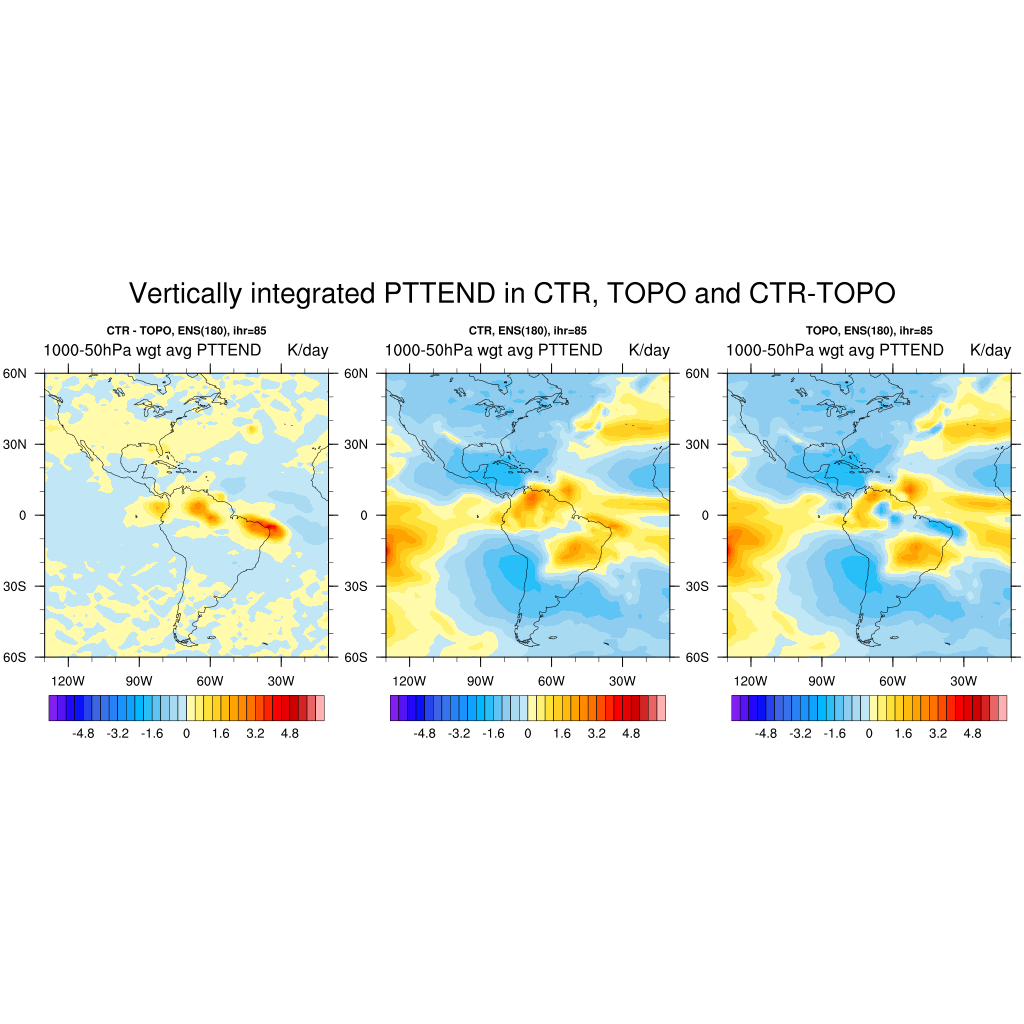 Vertically integrated PTTEND in CTR, TOPO and CTR-TOPO
CTR - TOPO, ENS(180), ihr=85
1000-50hPa wgt avg PTTEND K/day
60N
30N
0
30S
60S
120W 90W 60W 30W
-4.8 -3.2 -1.6 0 1.6 3.2 4.8
CTR, ENS(180), ihr=85
1000-50hPa wgt avg PTTEND K/day
60N
30N
0
30S
60S
120W 90W 60W 30W
-4.8 -3.2 -1.6 0 1.6 3.2 4.8
TOPO, ENS(180), ihr=85
1000-50hPa wgt avg PTTEND K/day
60N
30N
0
30S
60S
120W 90W 60W 30W
-4.8 -3.2 -1.6 0 1.6 3.2 4.8